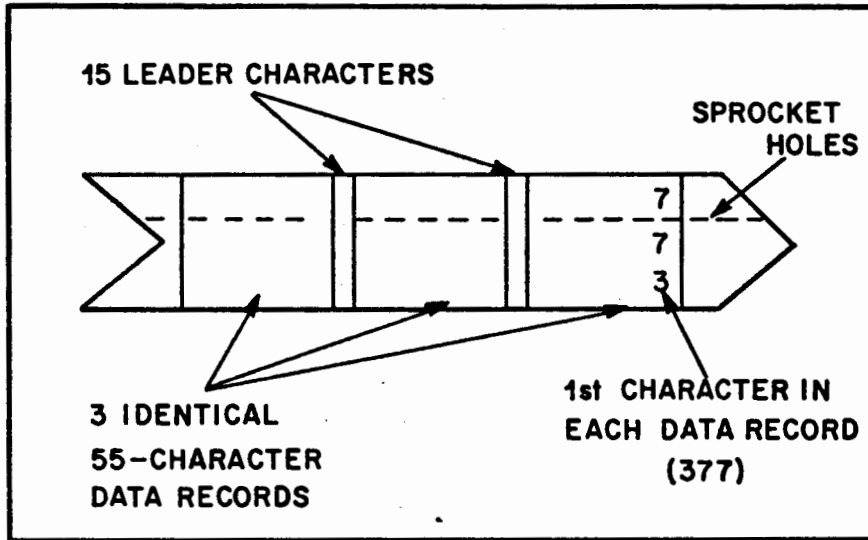 15 LEADER CHARACTERS
SPROCKET
HOLES
7
7
3
3 IDENTICAL
55-CHARACTER
DATA RECORDS
1st CHARACTER IN
EACH DATA RECORD
(377)